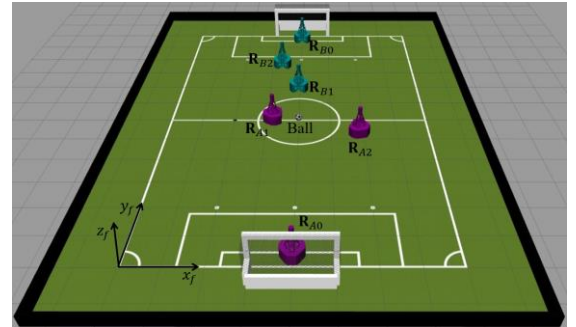 R_B0
R_B2
R_B1
R_A1
Ball
R_A2
y_f
z_f
R_A0
x_f